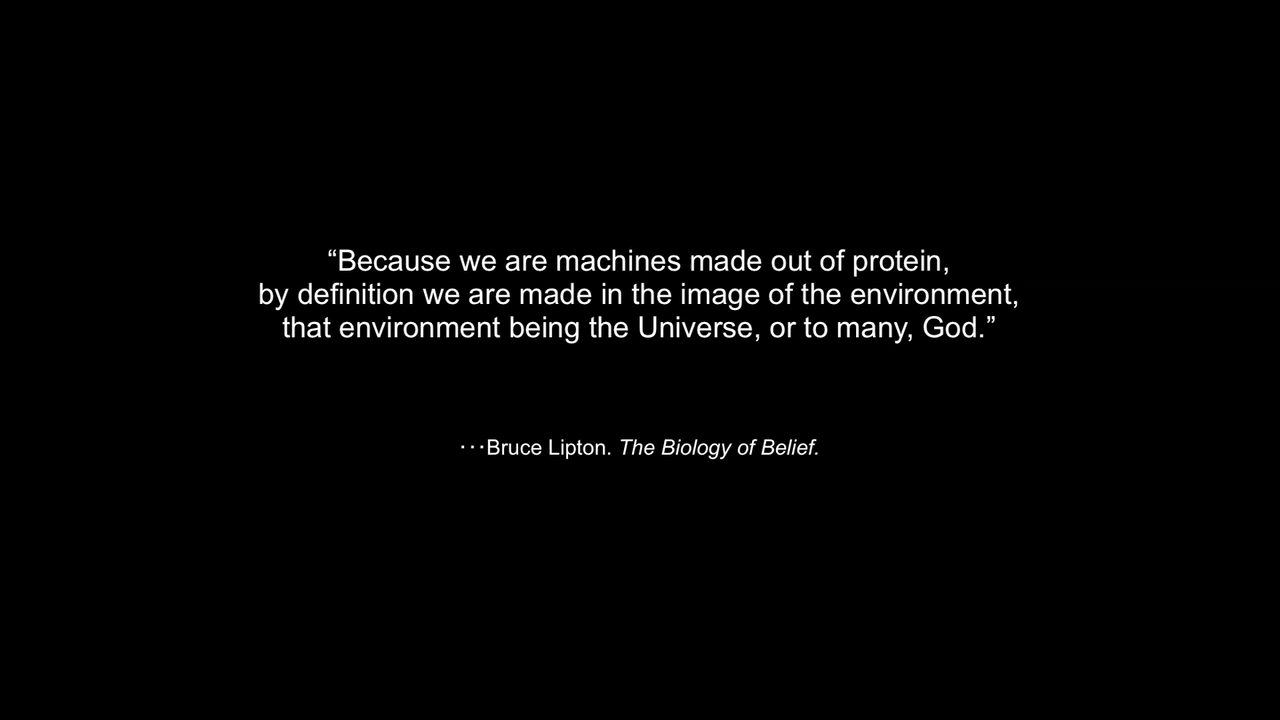 “Because we are machines made out of protein,
by definition we are made in the image of the environment,
that environment being the Universe, or to many, God.”
···Bruce Lipton. The Biology of Belief.